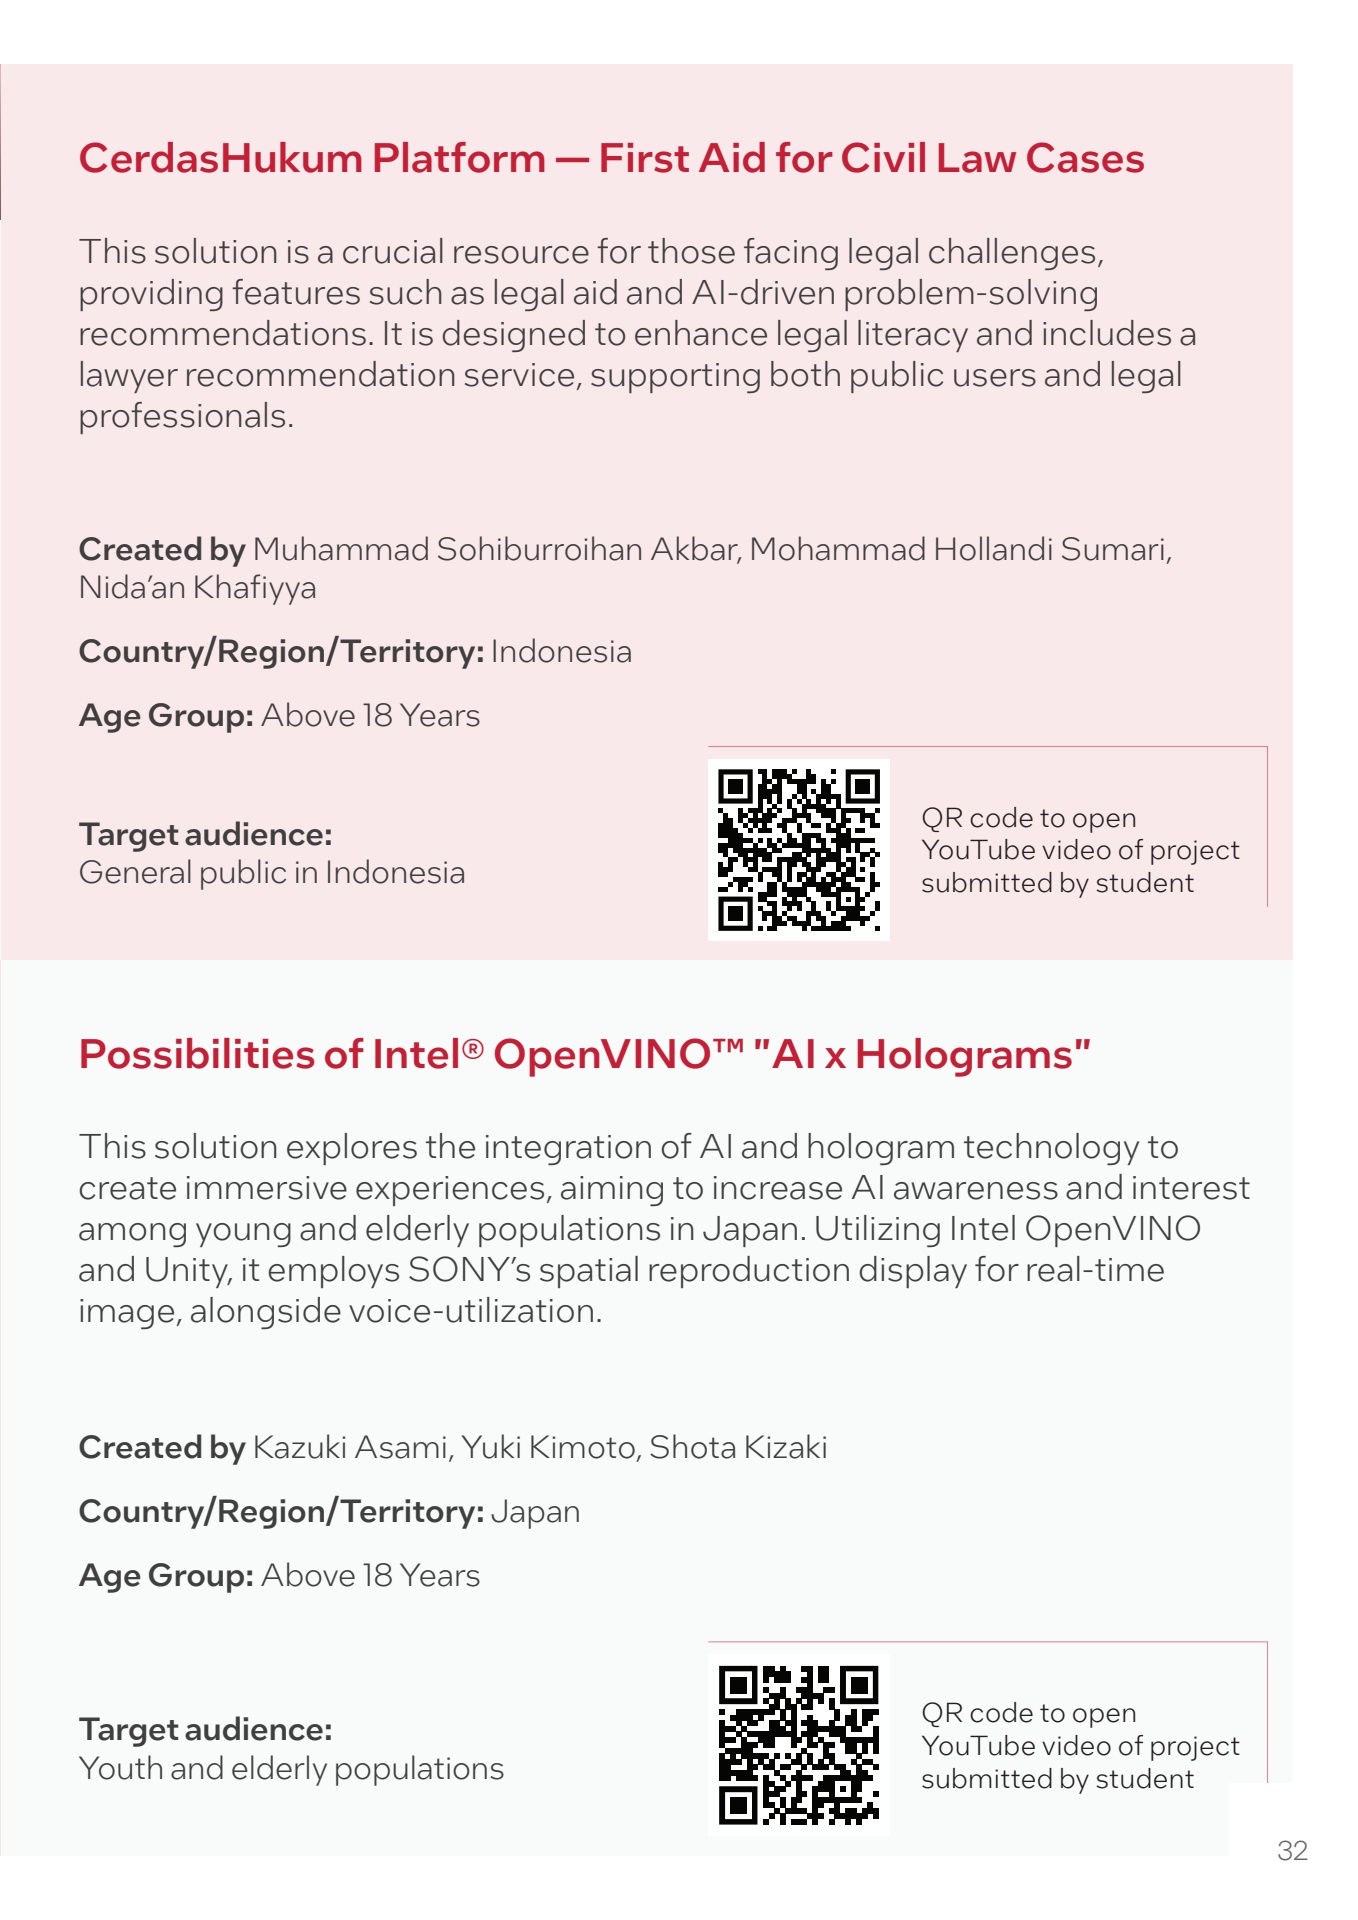 CerdasHukum Platform — First Aid for Civil Law Cases
This solution is a crucial resource for those facing legal challenges,
providing features such as legal aid and AI-driven problem-solving
recommendations. It is designed to enhance legal literacy and includes a
lawyer recommendation service, supporting both public users and legal
professionals.
Created by Muhammad Sohiburroihan Akbar, Mohammad Hollandi Sumari,
Nida’an Khafiyya
Country/Region/Territory: Indonesia
Age Group: Above 18 Years
Target audience:
General public in Indonesia
QR code to open
YouTube video of project
submitted by student
Possibilities of Intel® OpenVINO™ "AI x Holograms"
This solution explores the integration of AI and hologram technology to
create immersive experiences, aiming to increase AI awareness and interest
among young and elderly populations in Japan. Utilizing Intel OpenVINO
and Unity, it employs SONY’s spatial reproduction display for real-time
image, alongside voice-utilization.
Created by Kazuki Asami, Yuki Kimoto, Shota Kizaki
Country/Region/Territory: Japan
Age Group: Above 18 Years
Target audience:
Youth and elderly populations
QR code to open
YouTube video of project
submitted by student
32